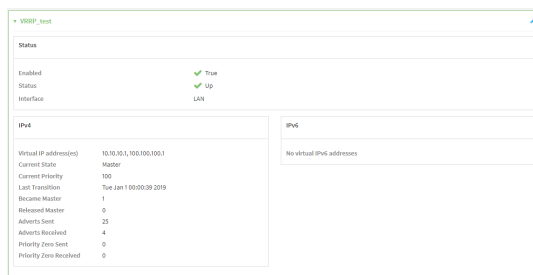 VRRP_test
Status
Enabled True
Status Up
Interface LAN
IPv4
Virtual IP address(es) 10.10.10.1, 100.100.100.1
Current State Master
Current Priority 100
Last Transition Tue Jan 1 00:00:39 2019
Became Master 1
Released Master 0
Adverts Sent 25
Adverts Received 4
Priority Zero Sent 0
Priority Zero Received 0
IPv6
No virtual IPv6 addresses